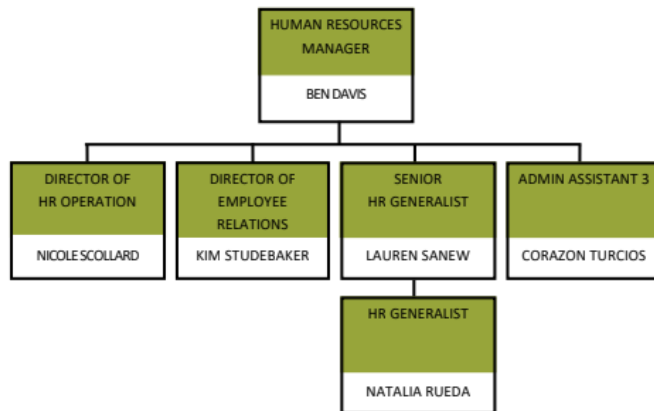 HUMAN RESOURCES
MANAGER
BEN DAVIS
DIRECTOR OF
HR OPERATION
NICOLE SCOLLARD
DIRECTOR OF
EMPLOYEE
RELATIONS
KIM STUDEBAKER
SENIOR
HR GENERALIST
LAUREN SANEW
ADMIN ASSISTANT 3
CORAZON TURCIOS
HR GENERALIST
NATALIA RUEDA